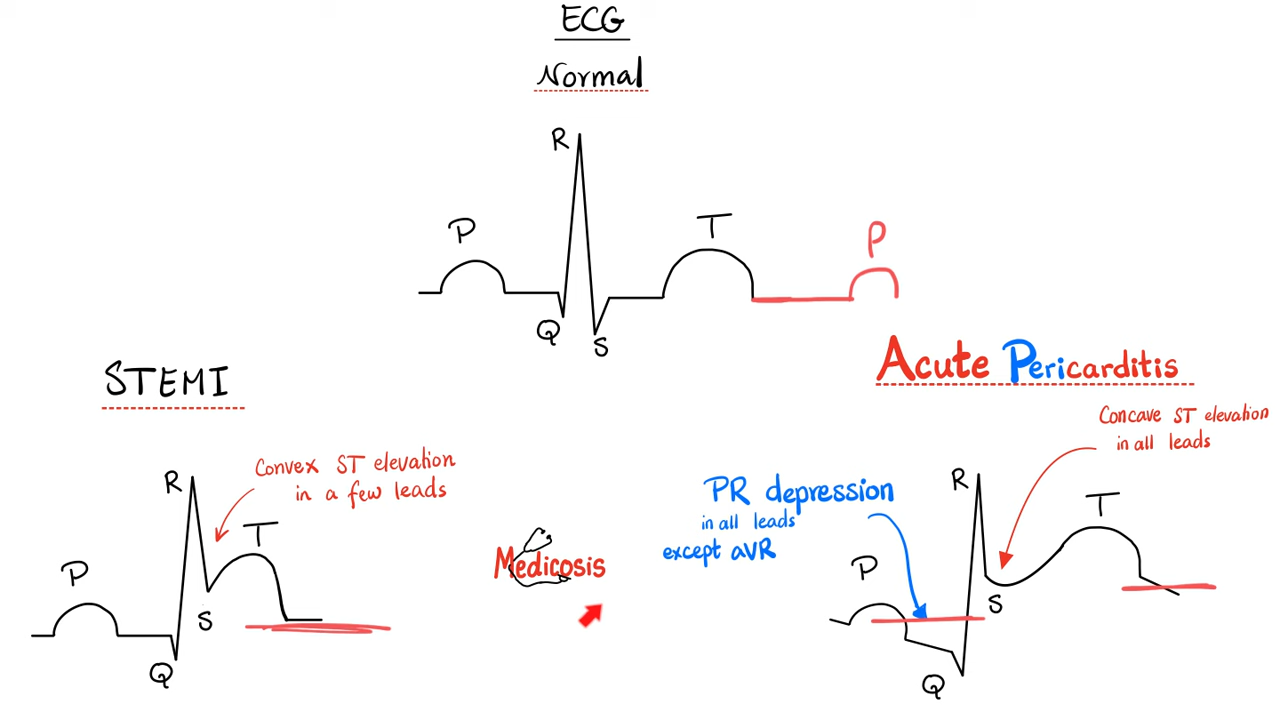 ECG
Normal
R
P
T
P
Q
S
STEMI
Acute Pericarditis
Convex ST elevation
in a few leads
R
T
P
S
Q
Medicosis
PR depression
in all leads
except aVR
Concave ST elevation
in all leads
R
T
P
S
Q